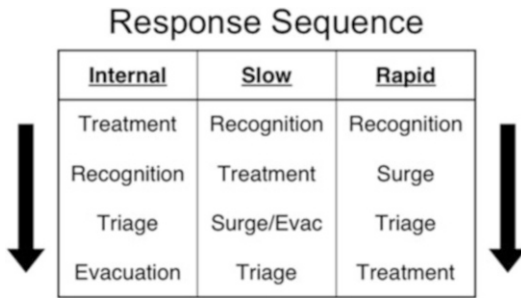 Response Sequence
Internal Slow Rapid
Treatment Recognition Recognition
Recognition Treatment Surge
Triage Surge/Evac Triage
Evacuation Triage Treatment